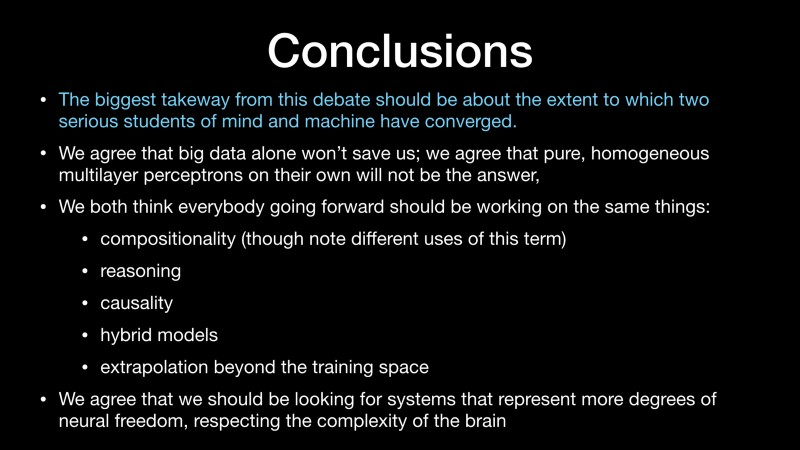 Conclusions
• The biggest takeway from this debate should be about the extent to which two
serious students of mind and machine have converged.
• We agree that big data alone won’t save us; we agree that pure, homogeneous
multilayer perceptrons on their own will not be the answer,
• We both think everybody going forward should be working on the same things:
• compositionality (though note different uses of this term)
• reasoning
• causality
• hybrid models
• extrapolation beyond the training space
• We agree that we should be looking for systems that represent more degrees of
neural freedom, respecting the complexity of the brain